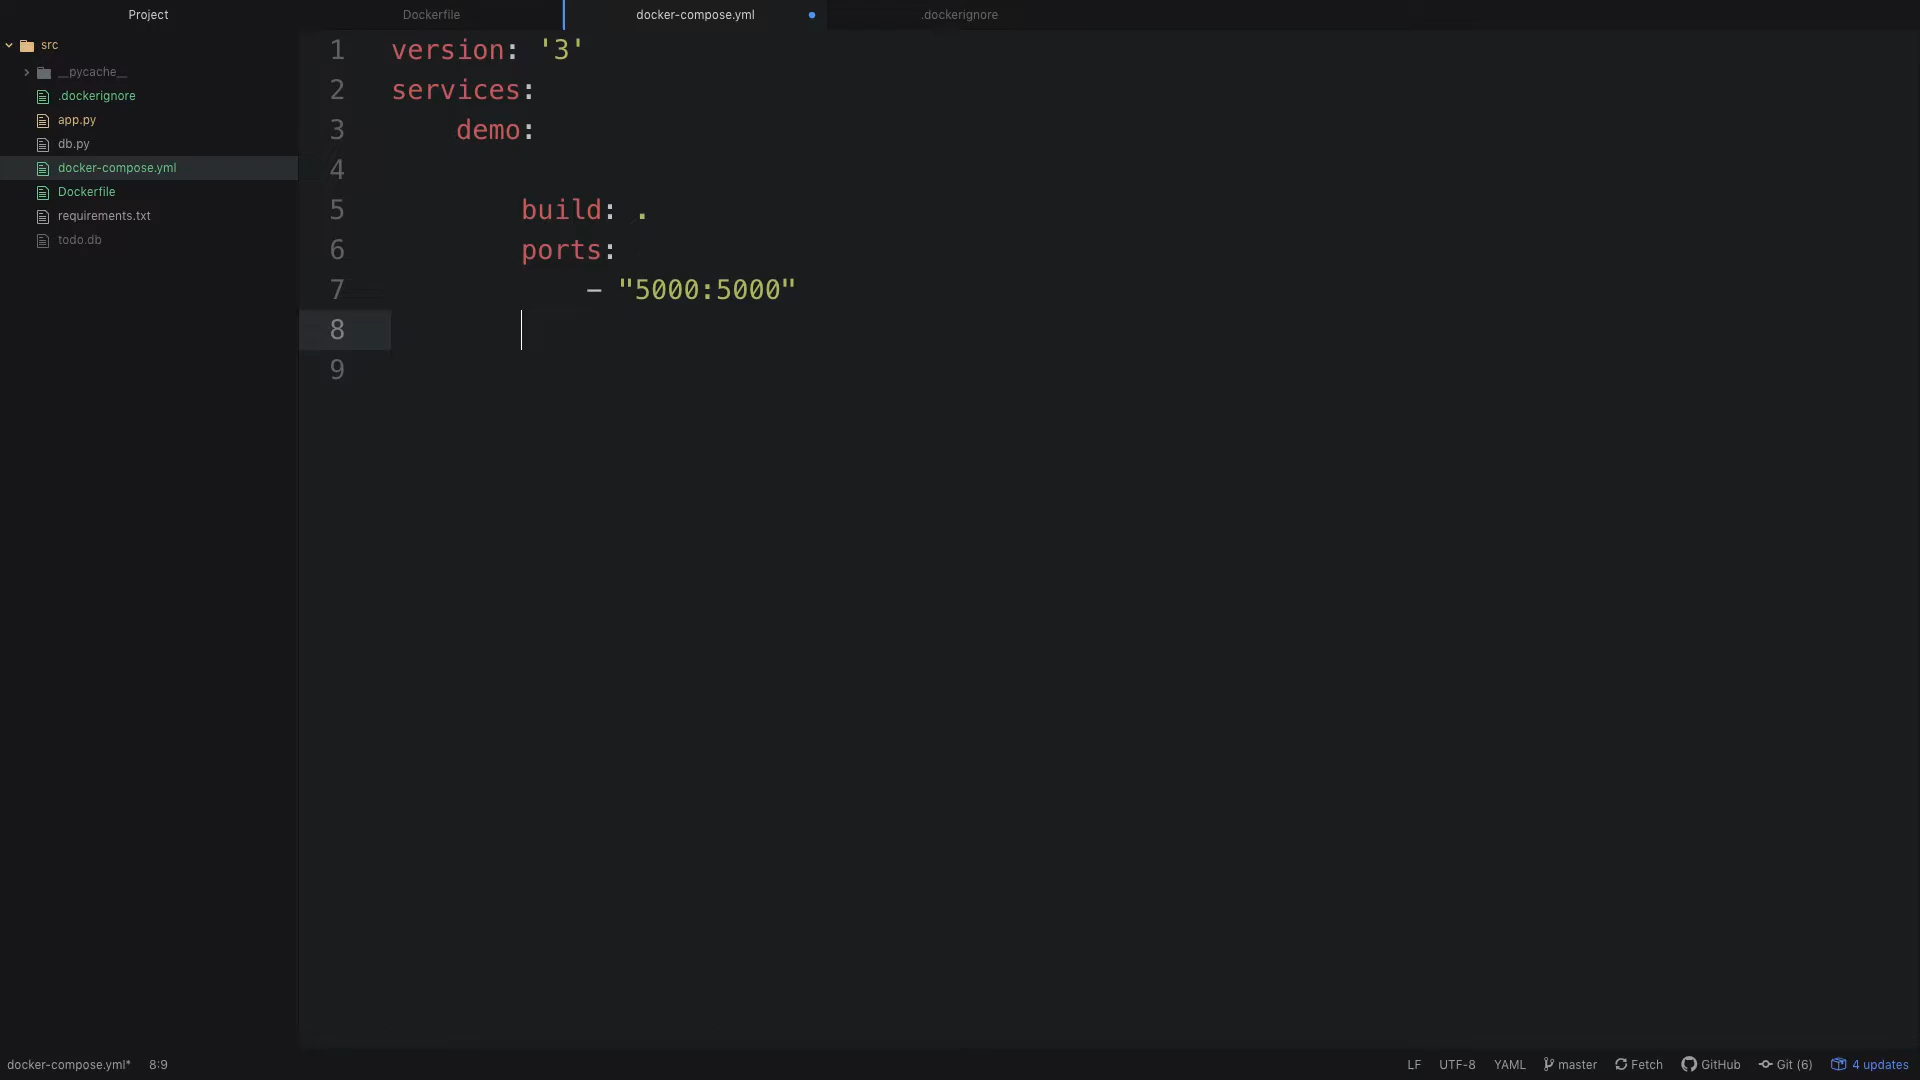 Project
Dockerfile
docker-compose.yml
.dockerignore
src
__pycache__
.dockerignore
app.py
db.py
docker-compose.yml
Dockerfile
requirements.txt
todo.db
1 version: '3'
2 services:
3 demo:
4
5 build: .
6 ports:
7 - "5000:5000"
8
9
docker-compose.yml* 8:9
LF UTF-8 YAML master Fetch GitHub Git (6) 4 updates